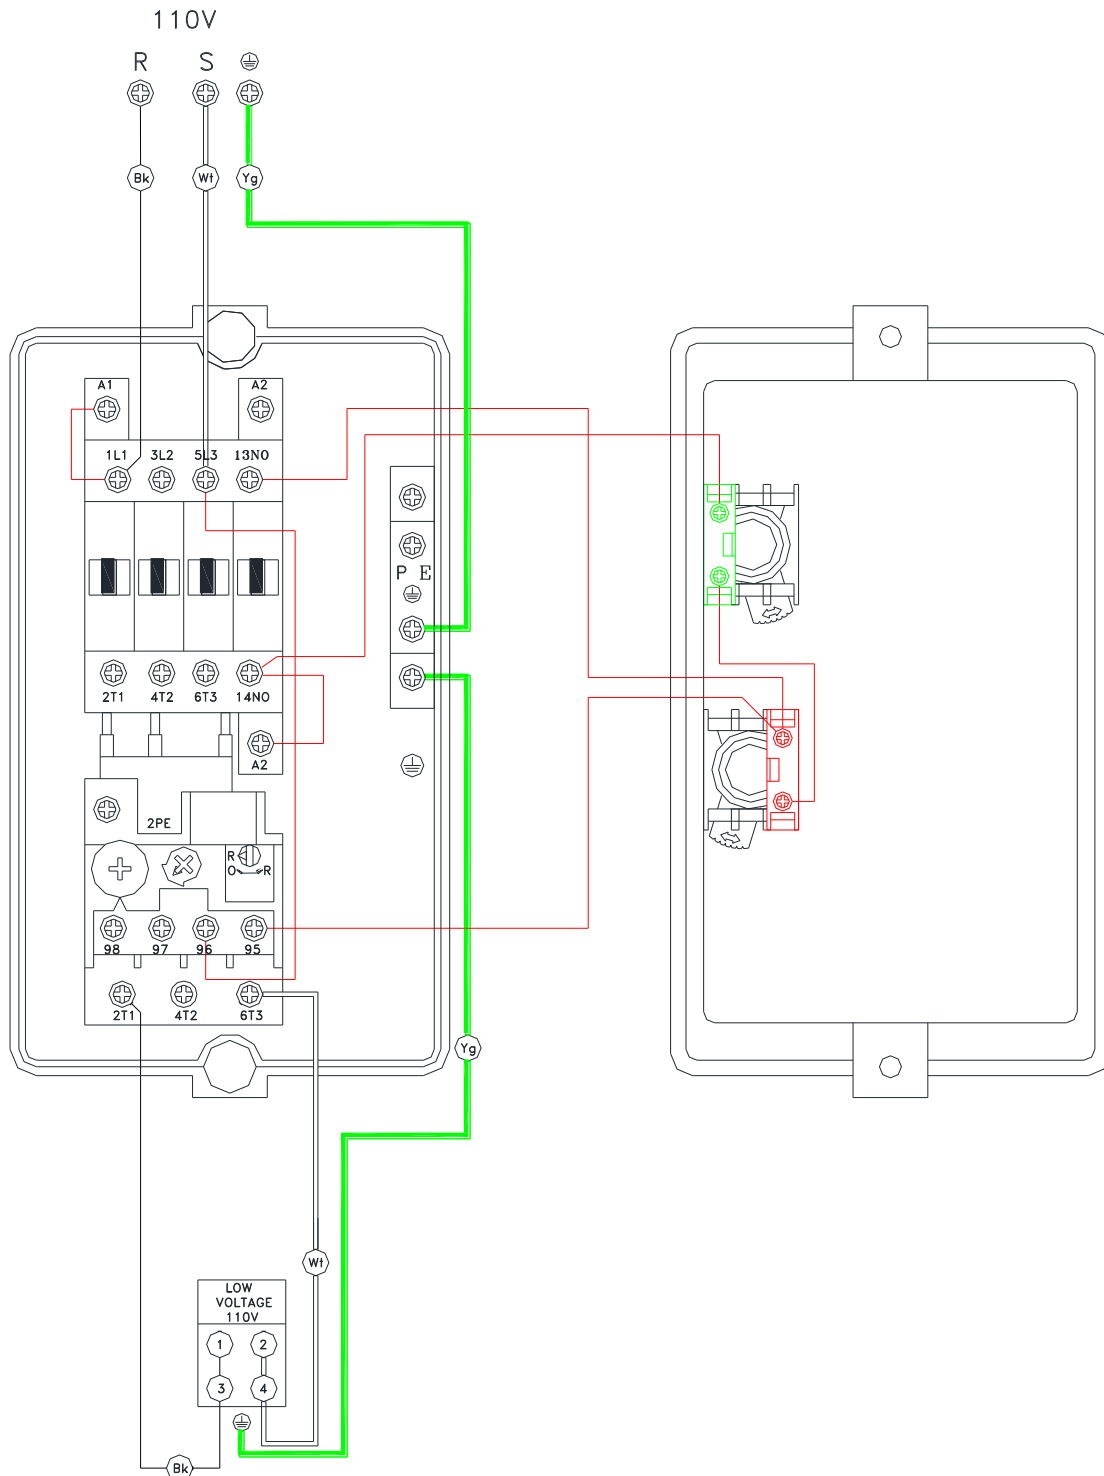 110V
R S
Bk Wt Yg
A1 A2
1L1 3L2 5L3 13NO
P E
2T1 4T2 6T3 14NO
A2
2PE
R
O R
98 97 96 95
2T1 4T2 6T3
Yg
Wt
LOW
VOLTAGE
110V
1 2
3 4
Bk